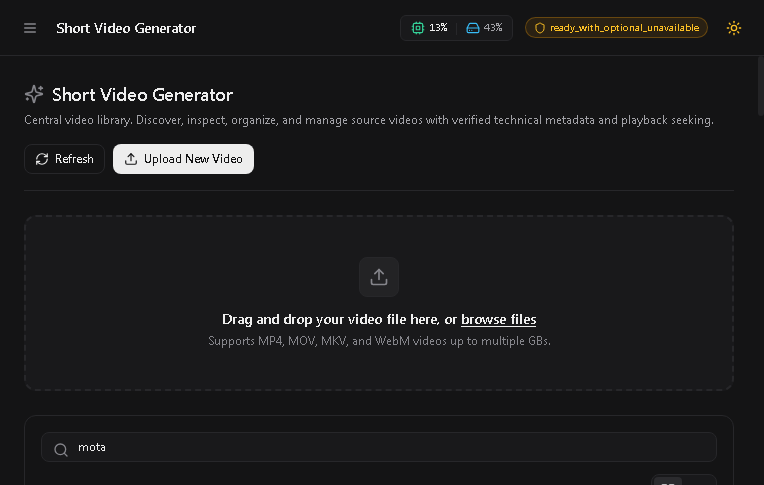 Short Video Generator
13%
43%
ready_with_optional_unavailable
Short Video Generator
Central video library. Discover, inspect, organize, and manage source videos with verified technical metadata and playback seeking.
Refresh
Upload New Video
Drag and drop your video file here, or browse files
Supports MP4, MOV, MKV, and WebM videos up to multiple GBs.
mota